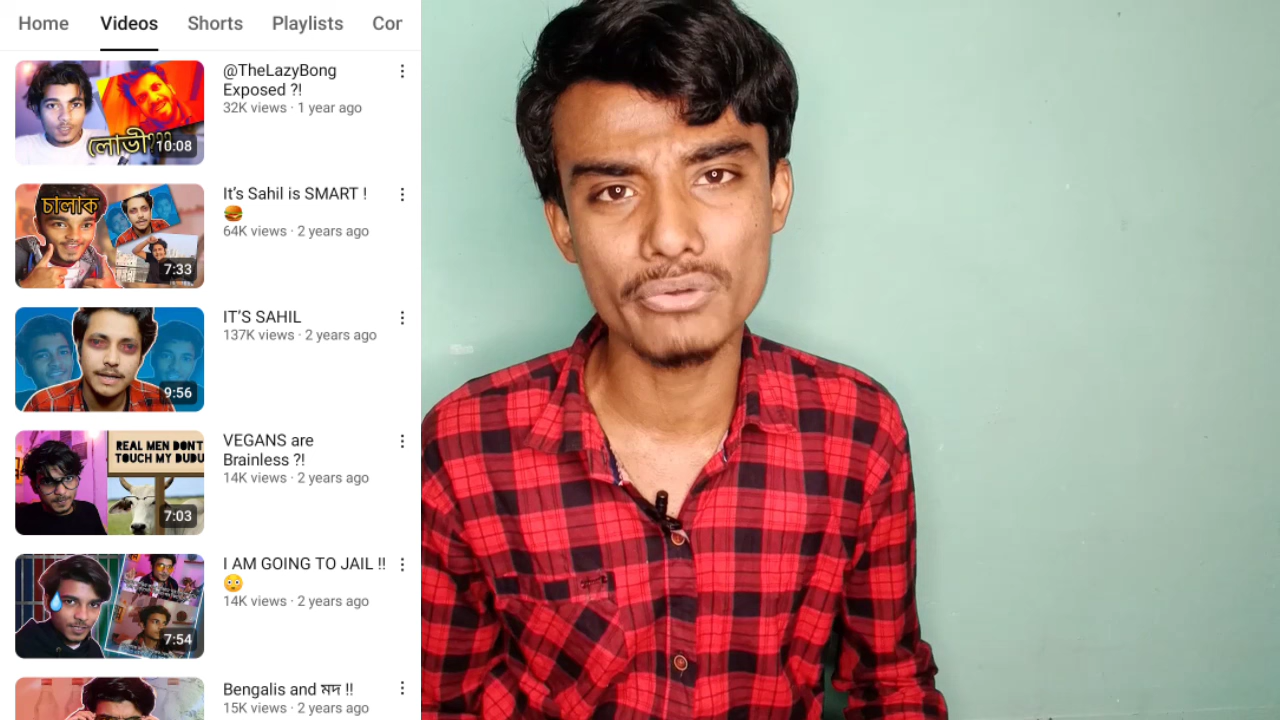 Home Videos Shorts Playlists Cor
লোভী???
10:08
@TheLazyBong
Exposed ?!
32K views · 1 year ago
চালাক
7:33
It's Sahil is SMART !
🍔
64K views · 2 years ago
9:56
IT'S SAHIL
137K views · 2 years ago
REAL MEN DONT
TOUCH MY DUDU
7:03
VEGANS are
Brainless ?!
14K views · 2 years ago
7:54
I AM GOING TO JAIL !!
😳
14K views · 2 years ago
Bengalis and মদ !!
15K views · 2 years ago